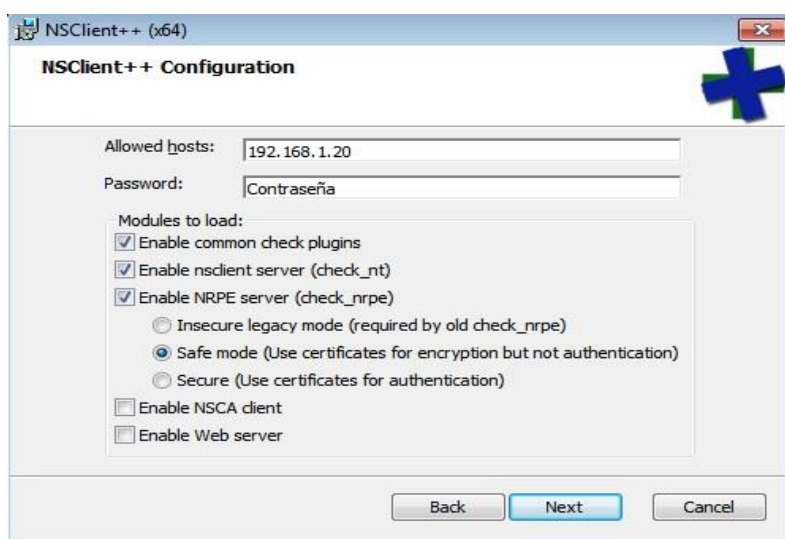 NSClient++ (x64)
NSClient++ Configuration
Allowed hosts: 192.168.1.20
Password: Contraseña
Modules to load:
Enable common check plugins
Enable nsclient server (check_nt)
Enable NRPE server (check_nrpe)
Insecure legacy mode (required by old check_nrpe)
Safe mode (Use certificates for encryption but not authentication)
Secure (Use certificates for authentication)
Enable NSCA client
Enable Web server
Back Next Cancel